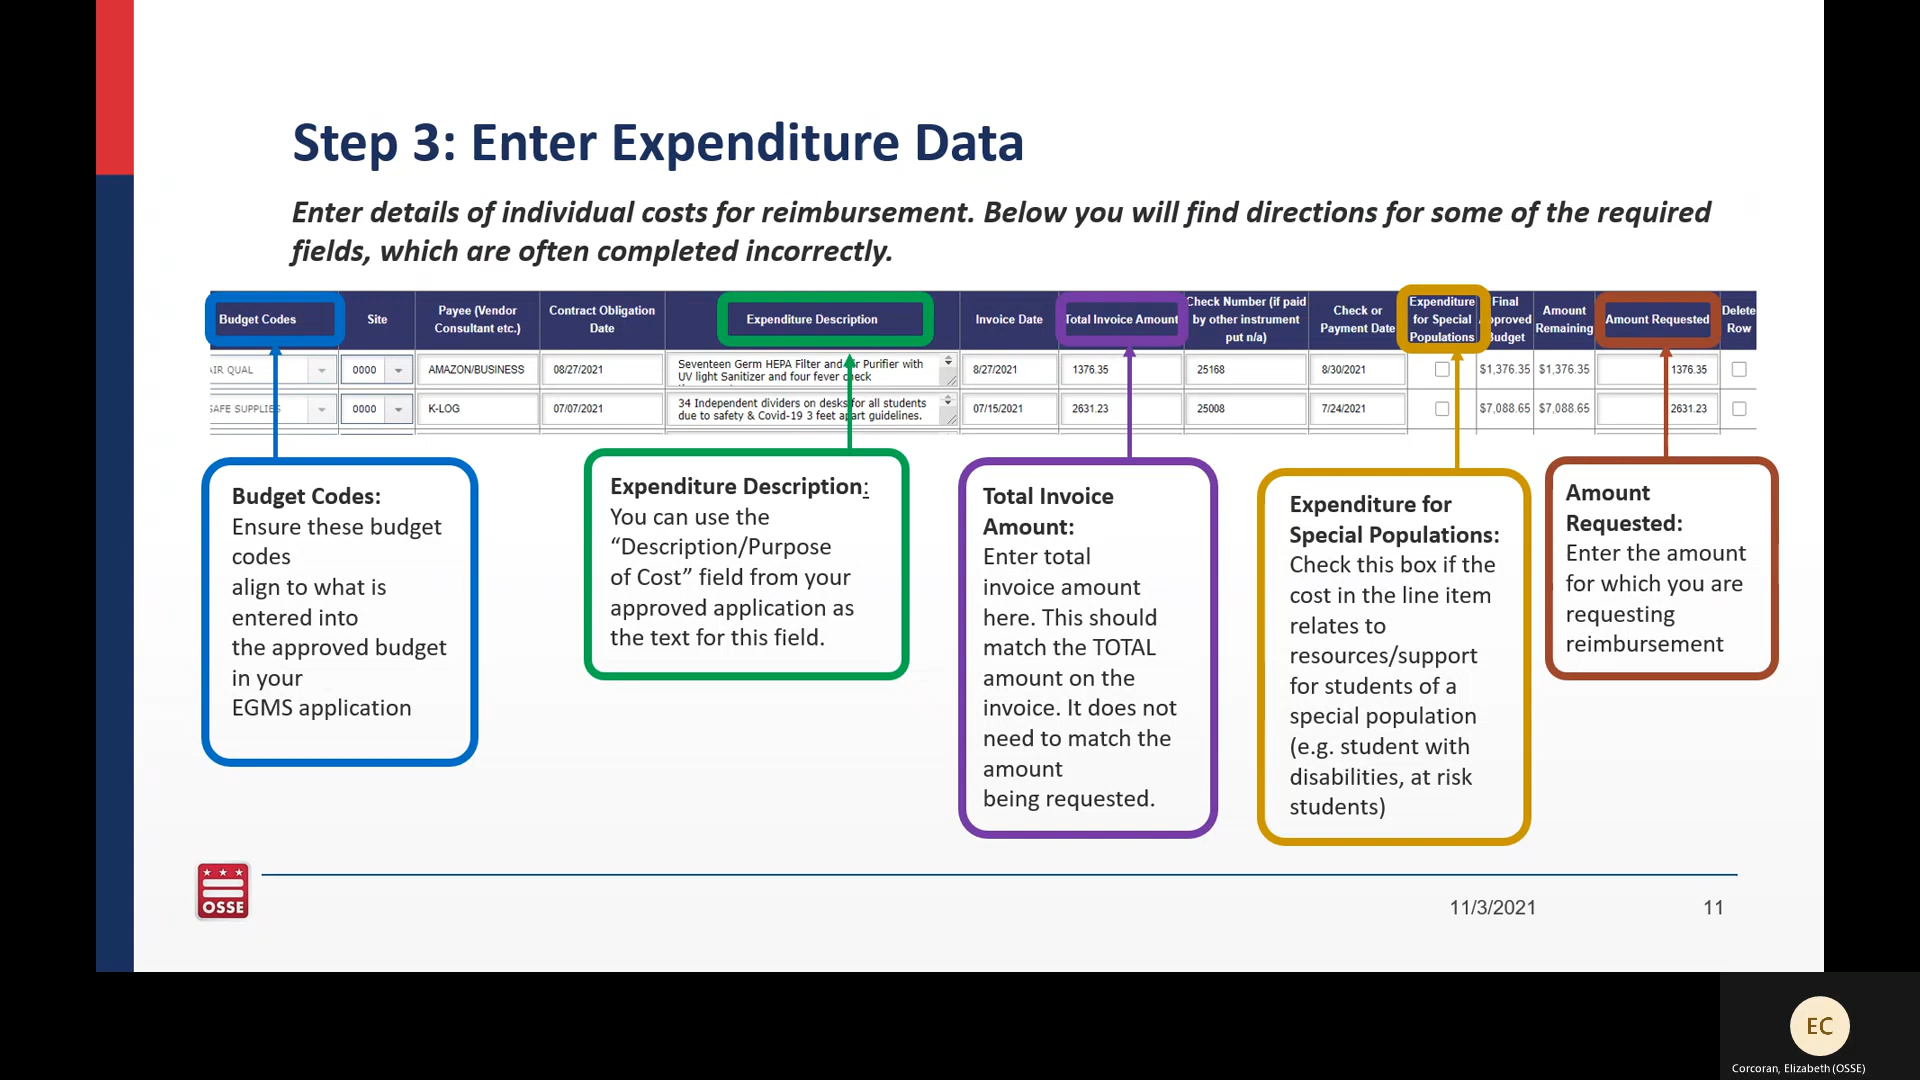 Step 3: Enter Expenditure Data
Enter details of individual costs for reimbursement. Below you will find directions for some of the required
fields, which are often completed incorrectly.
Budget Codes
Site
Payee (Vendor
Consultant etc.)
Contract Obligation
Date
Expenditure Description
Invoice Date
Total Invoice Amount
Check Number (if paid
by other instrument
put n/a)
Check or
Payment Date
Expenditure
for Special
Populations
Final
Approved
Budget
Amount
Remaining
Amount Requested
Delete
Row
AIR QUAL
0000
AMAZON/BUSINESS
08/27/2021
Seventeen Germ HEPA Filter and Air Purifier with
UV light Sanitizer and four fever check
8/27/2021
1376.35
25168
8/30/2021
$1,376.35
$1,376.35
1376.35
SAFE SUPPLIES
0000
K-LOG
07/07/2021
34 Independent dividers on desks for all students
due to safety & Covid-19 3 feet apart guidelines.
07/15/2021
2631.23
25008
7/24/2021
$7,088.65
$7,088.65
2631.23
Budget Codes:
Ensure these budget
codes
align to what is
entered into
the approved budget
in your
EGMS application
Expenditure Description:
You can use the
“Description/Purpose
of Cost” field from your
approved application as
the text for this field.
Total Invoice
Amount:
Enter total
invoice amount
here. This should
match the TOTAL
amount on the
invoice. It does not
need to match the
amount
being requested.
Expenditure for
Special Populations:
Check this box if the
cost in the line item
relates to
resources/support
for students of a
special population
(e.g. student with
disabilities, at risk
students)
Amount
Requested:
Enter the amount
for which you are
requesting
reimbursement
OSSE
11/3/2021
11
EC
Corcoran, Elizabeth (OSSE)